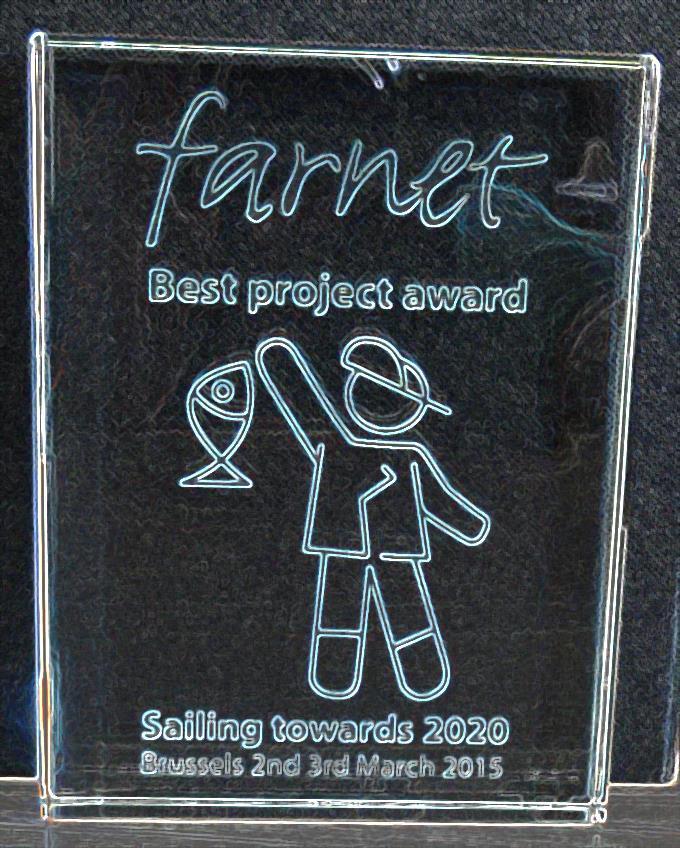 farnet
Best project award
Sailing towards 2020
Brussels 2nd 3rd March 2015